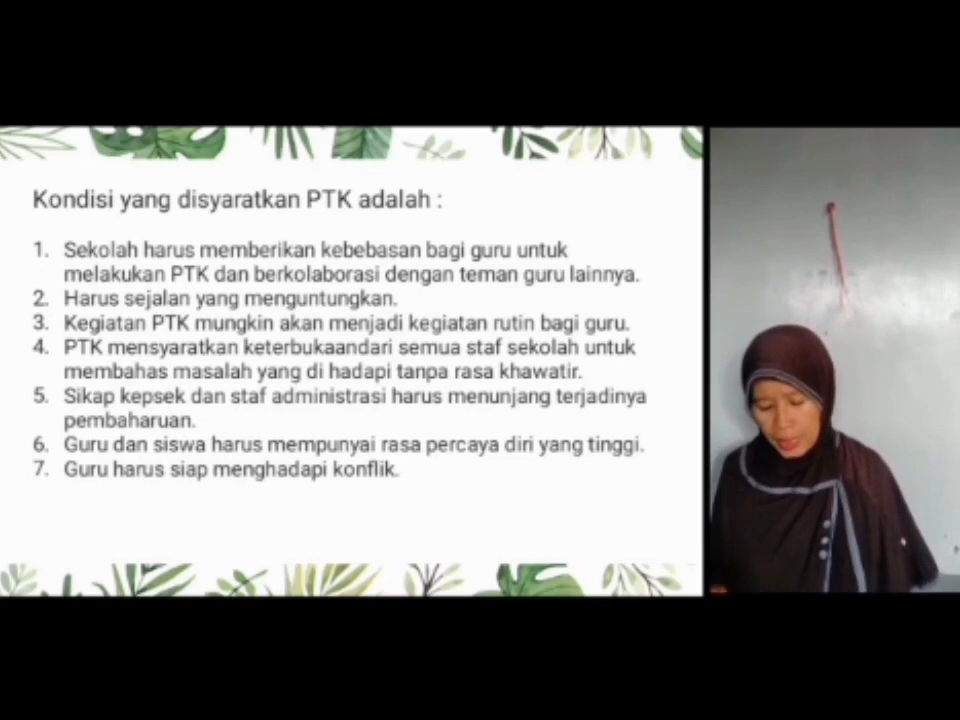 Kondisi yang disyaratkan PTK adalah :
1. Sekolah harus memberikan kebebasan bagi guru untuk
melakukan PTK dan berkolaborasi dengan teman guru lainnya.
2. Harus sejalan yang menguntungkan.
3. Kegiatan PTK mungkin akan menjadi kegiatan rutin bagi guru.
4. PTK mensyaratkan keterbukaandari semua staf sekolah untuk
membahas masalah yang di hadapi tanpa rasa khawatir.
5. Sikap kepsek dan staf administrasi harus menunjang terjadinya
pembaharuan.
6. Guru dan siswa harus mempunyai rasa percaya diri yang tinggi.
7. Guru harus siap menghadapi konflik.